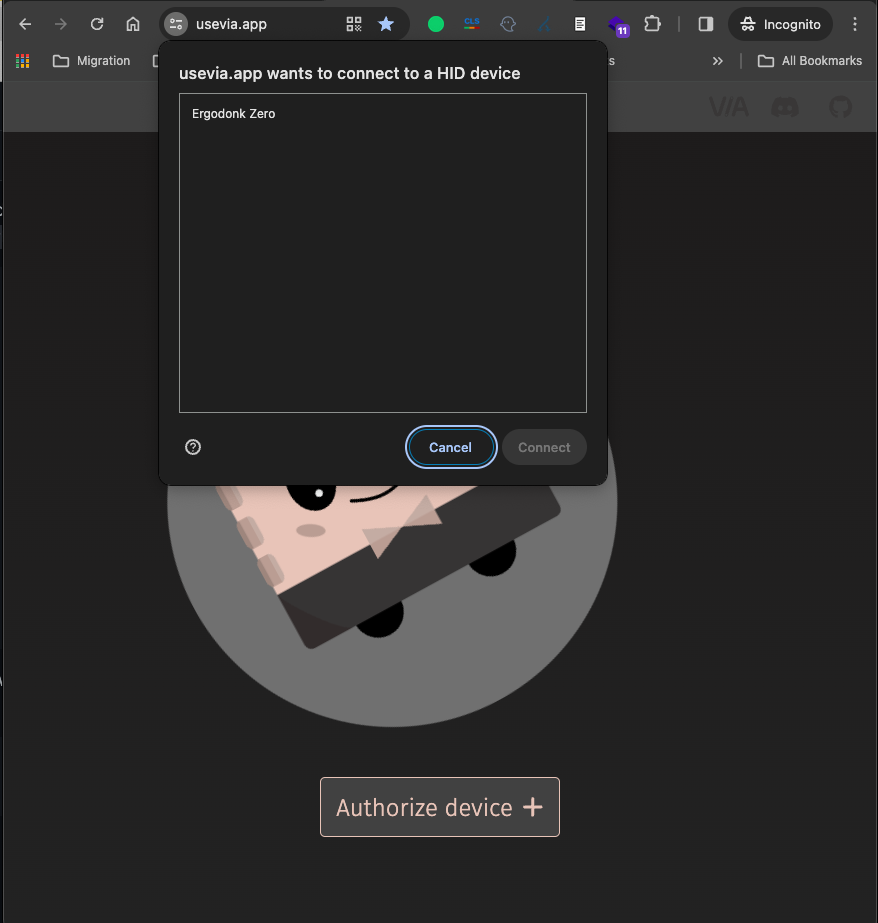 usevia.app
CLS
11
Incognito
Migration
s
All Bookmarks
VIA
usevia.app wants to connect to a HID device
Ergodonk Zero
Cancel
Connect
Authorize device +